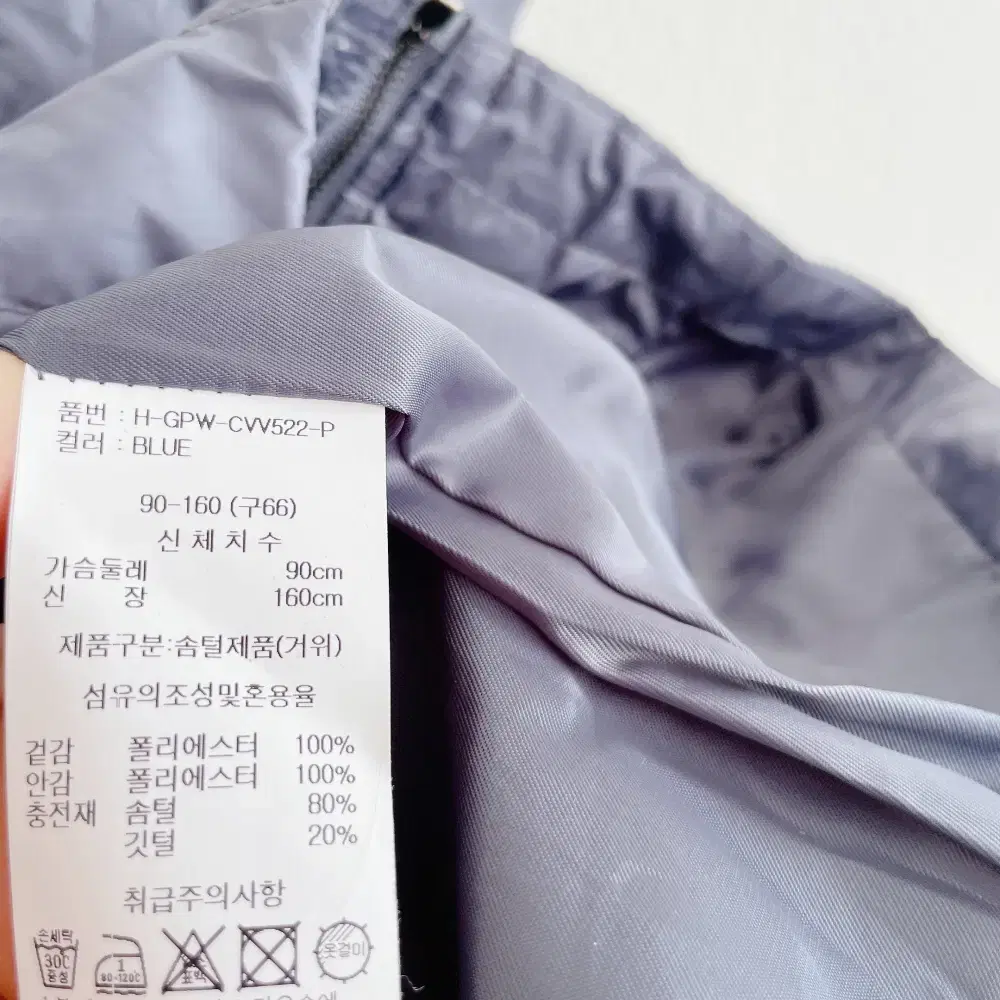 품번 : H-GPW-CVV522-P
컬러 : BLUE
90-160 (구66)
신 체 치 수
가슴둘레 90cm
신 장 160cm
제품구분:솜털제품(거위)
섬유의조성및혼용율
겉감 폴리에스터 100%
안감 폴리에스터 100%
충전재 솜털 80%
깃털 20%
취급주의사항
손세탁
30℃
중성
1
80-120℃
표백
옷걸이